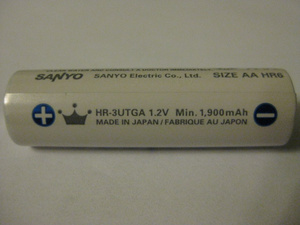 SANYO SANYO Electric Co., Ltd. SIZE AA HR6
HR-3UTGA 1.2V Min. 1,900mAh
MADE IN JAPAN / FABRIQUE AU JAPON